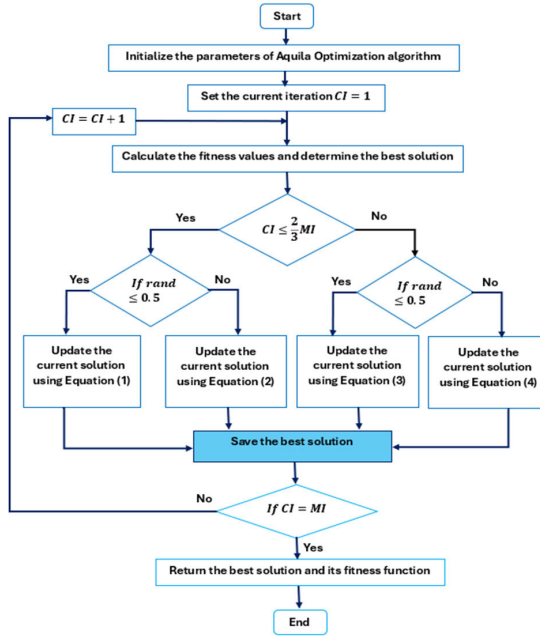 Start
Initialize the parameters of Aquila Optimization algorithm
Set the current iteration CI = 1
CI = CI + 1
Calculate the fitness values and determine the best solution
Yes
No
CI ≤ 2/3 MI
Yes
If rand
≤ 0.5
No
Yes
If rand
≤ 0.5
No
Update the
current solution
using Equation (1)
Update the
current solution
using Equation (2)
Update the
current solution
using Equation (3)
Update the
current solution
using Equation (4)
Save the best solution
No
If CI = MI
Yes
Return the best solution and its fitness function
End